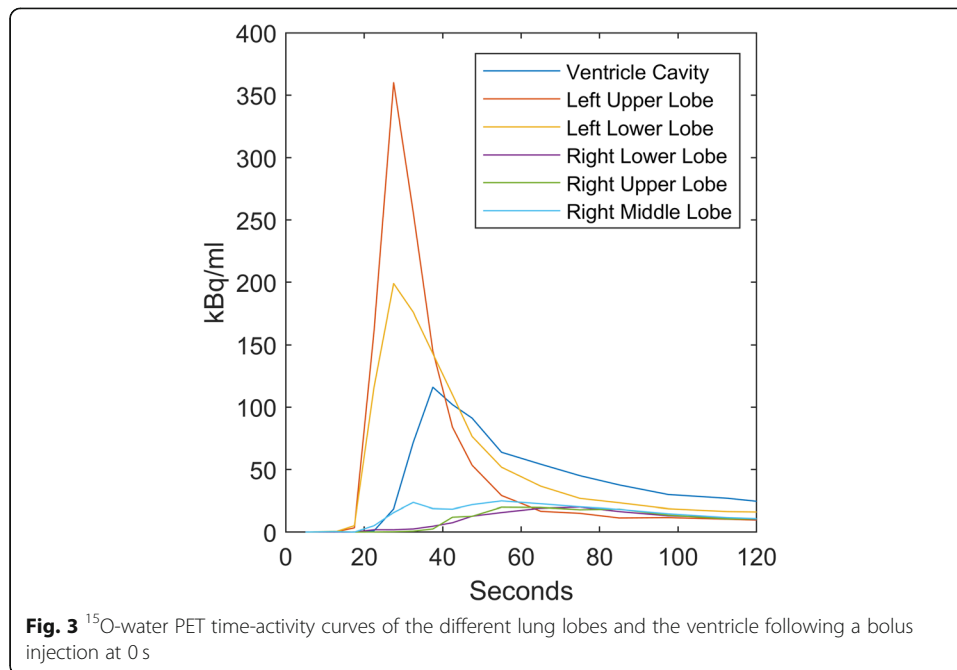 400
350
300
250
200
150
100
50
0
kBq/ml
Ventricle Cavity
Left Upper Lobe
Left Lower Lobe
Right Lower Lobe
Right Upper Lobe
Right Middle Lobe
0 20 40 60 80 100 120
Seconds
Fig. 3 ¹⁵O-water PET time-activity curves of the different lung lobes and the ventricle following a bolus
injection at 0 s